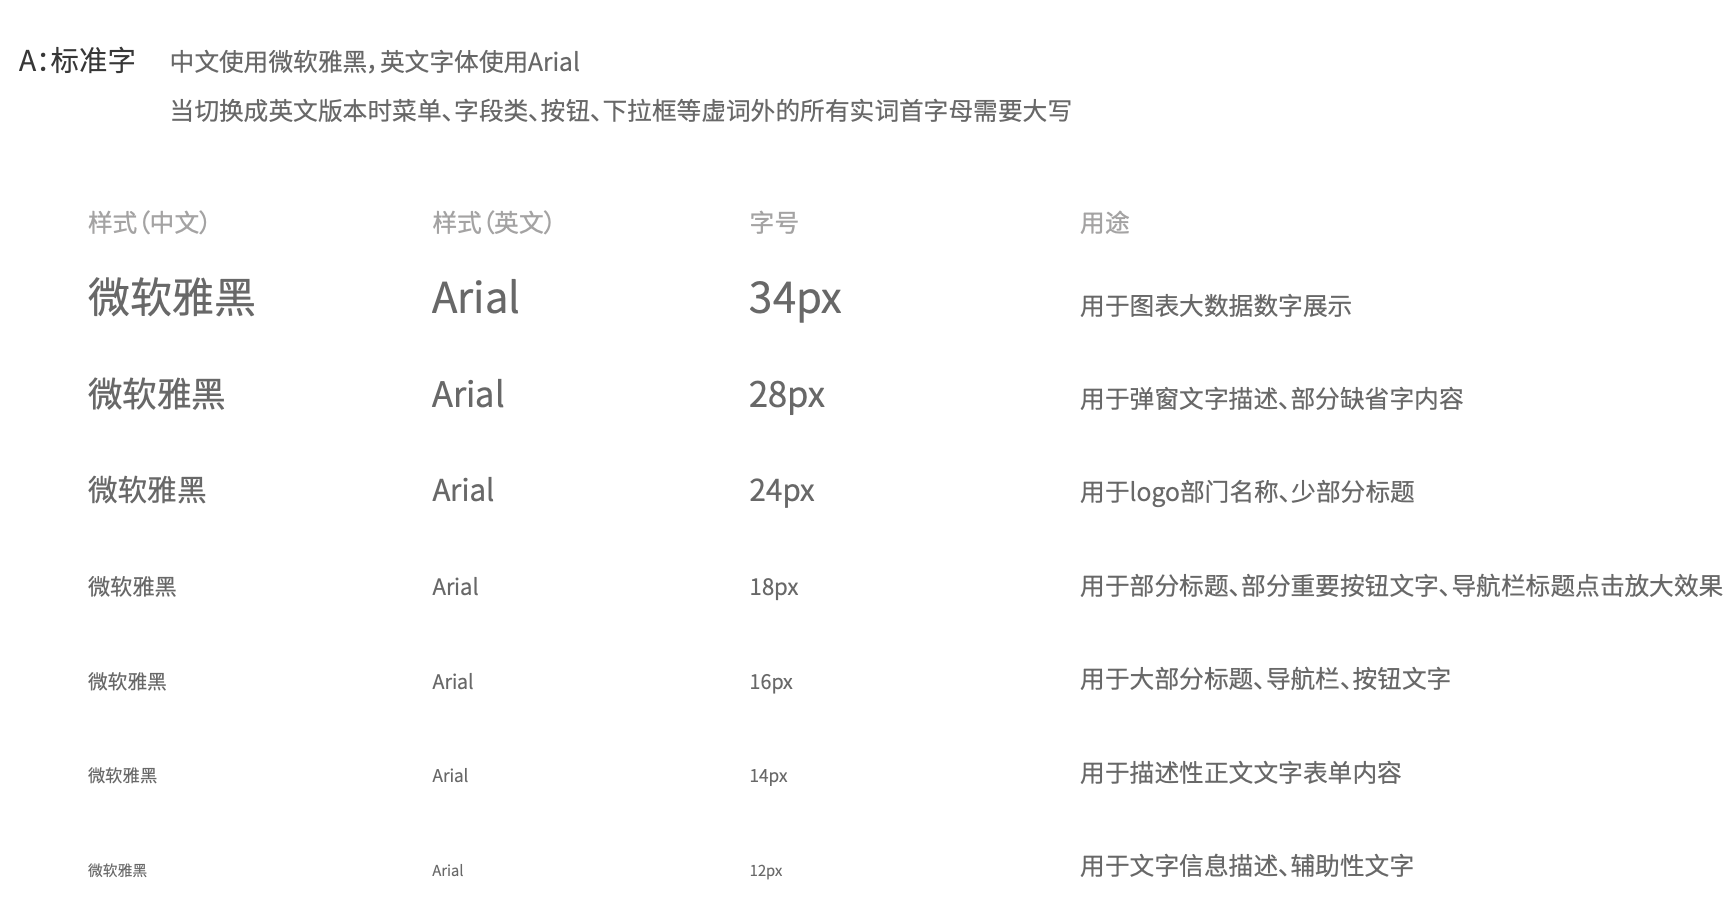 A:标准字 中文使用微软雅黑,英文字体使用Arial
当切换成英文版本时菜单、字段类、按钮、下拉框等虚词外的所有实词首字母需要大写
样式(中文) 样式(英文) 字号 用途
微软雅黑 Arial 34px 用于图表大数据数字展示
微软雅黑 Arial 28px 用于弹窗文字描述、部分缺省字内容
微软雅黑 Arial 24px 用于logo部门名称、少部分标题
微软雅黑 Arial 18px 用于部分标题、部分重要按钮文字、导航栏标题点击放大效果
微软雅黑 Arial 16px 用于大部分标题、导航栏、按钮文字
微软雅黑 Arial 14px 用于描述性正文文字表单内容
微软雅黑 Arial 12px 用于文字信息描述、辅助性文字